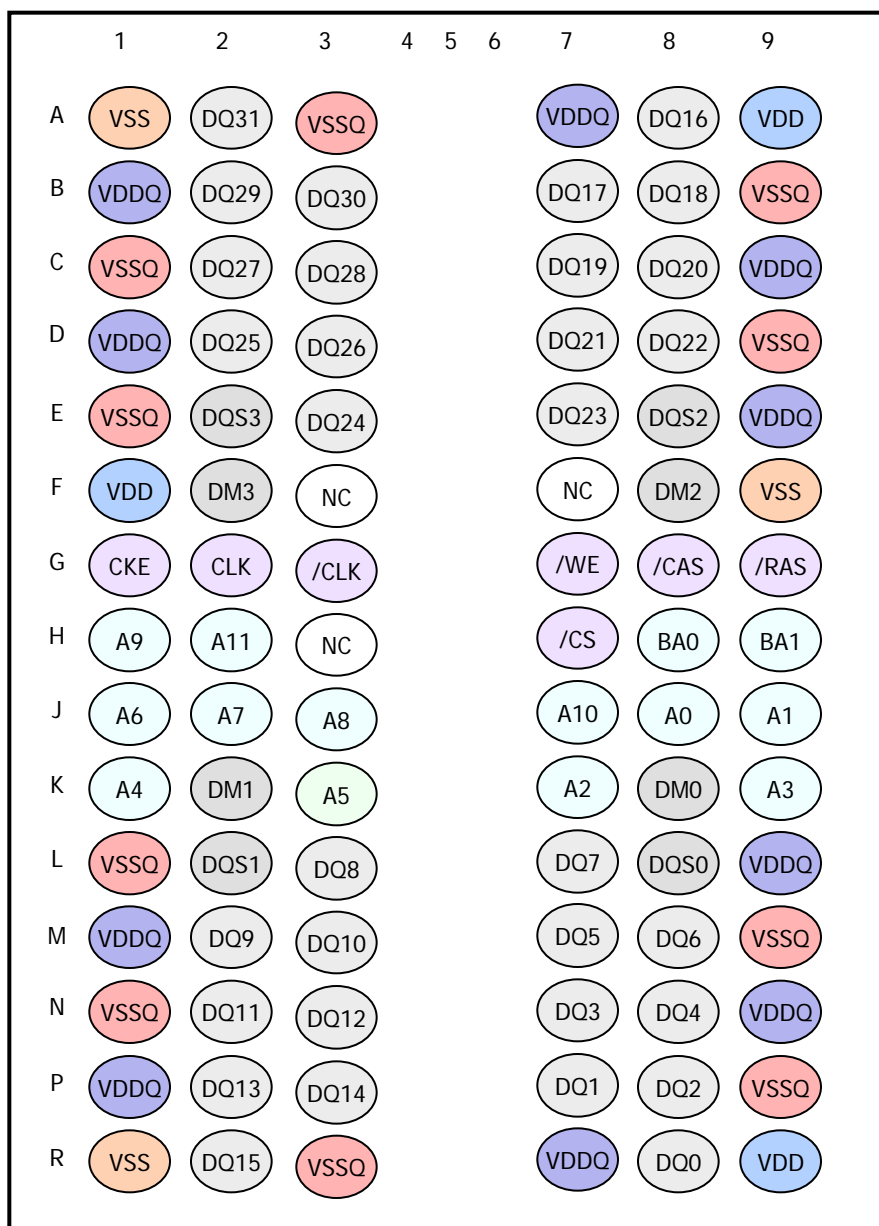 1 2 3 4 5 6 7 8 9
A VSS DQ31 VSSQ VDDQ DQ16 VDD
B VDDQ DQ29 DQ30 DQ17 DQ18 VSSQ
C VSSQ DQ27 DQ28 DQ19 DQ20 VDDQ
D VDDQ DQ25 DQ26 DQ21 DQ22 VSSQ
E VSSQ DQS3 DQ24 DQ23 DQS2 VDDQ
F VDD DM3 NC NC DM2 VSS
G CKE CLK /CLK /WE /CAS /RAS
H A9 A11 NC /CS BA0 BA1
J A6 A7 A8 A10 A0 A1
K A4 DM1 A5 A2 DM0 A3
L VSSQ DQS1 DQ8 DQ7 DQS0 VDDQ
M VDDQ DQ9 DQ10 DQ5 DQ6 VSSQ
N VSSQ DQ11 DQ12 DQ3 DQ4 VDDQ
P VDDQ DQ13 DQ14 DQ1 DQ2 VSSQ
R VSS DQ15 VSSQ VDDQ DQ0 VDD